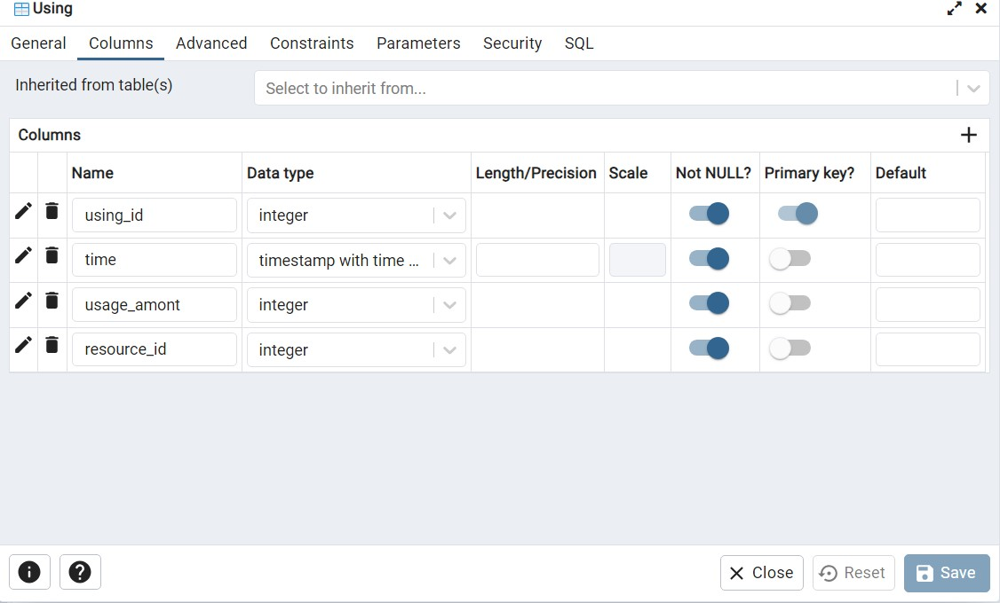 Using
General Columns Advanced Constraints Parameters Security SQL
Inherited from table(s) Select to inherit from...
Columns
Name Data type Length/Precision Scale Not NULL? Primary key? Default
using_id integer
time timestamp with time ...
usage_amont integer
resource_id integer
Close Reset Save